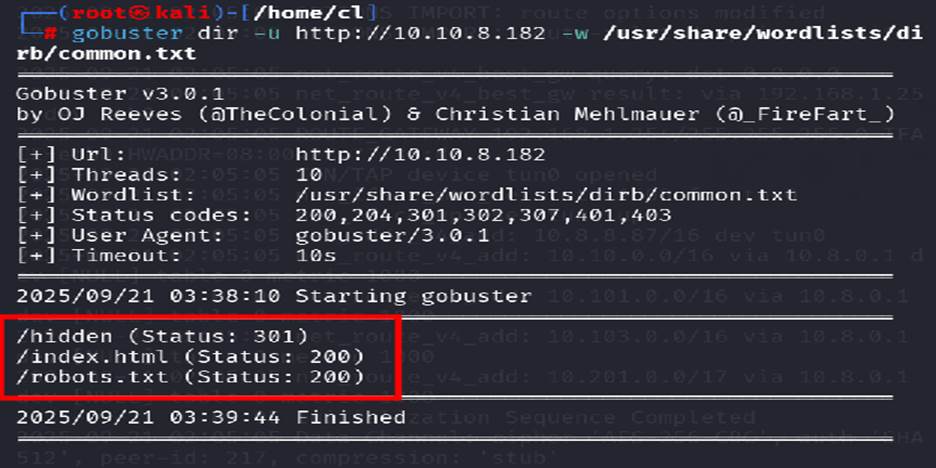 (root㉿kali)-[/home/cl]
# gobuster dir -u http://10.10.8.182 -w /usr/share/wordlists/di
rb/common.txt
Gobuster v3.0.1
by OJ Reeves (@TheColonial) & Christian Mehlmauer (@_FireFart_)
[+] Url: http://10.10.8.182
[+] Threads: 10
[+] Wordlist: /usr/share/wordlists/dirb/common.txt
[+] Status codes: 200,204,301,302,307,401,403
[+] User Agent: gobuster/3.0.1
[+] Timeout: 10s
2025/09/21 03:38:10 Starting gobuster
/hidden (Status: 301)
/index.html (Status: 200)
/robots.txt (Status: 200)
2025/09/21 03:39:44 Finished